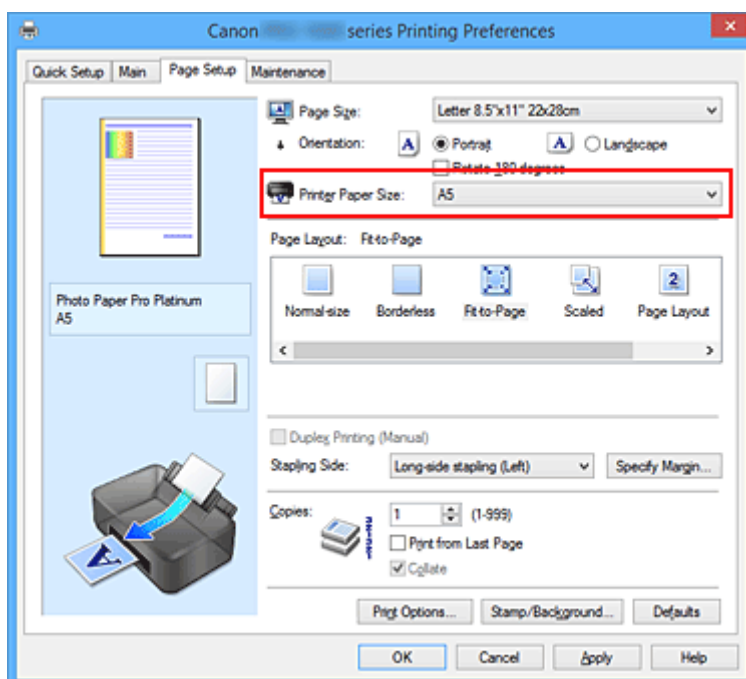 Canon series Printing Preferences
Quick Setup Main Page Setup Maintenance
Page Size: Letter 8.5"x11" 22x28cm
Orientation: A Portrait A Landscape
Rotate 180 degrees
Printer Paper Size: A5
Page Layout: Fit-to-Page
Normal-size Borderless Fit-to-Page Scaled Page Layout
2
Photo Paper Pro Platinum
A5
Duplex Printing (Manual)
Stapling Side: Long-side stapling (Left) Specify Margin...
Copies: 1 (1-999)
Print from Last Page
Collate
A
Print Options... Stamp/Background... Defaults
OK Cancel Apply Help